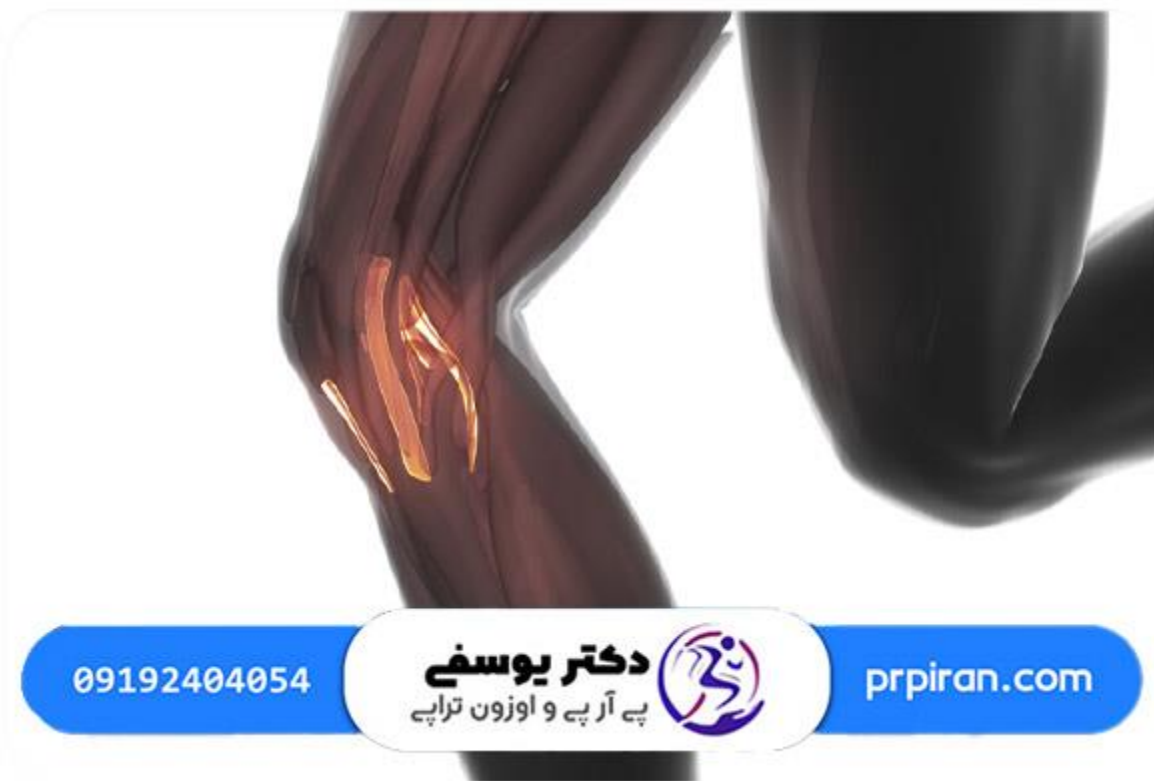 09192404054
دکتر یوسفی
پی آر پی و اوزون تراپی
prpiran.com